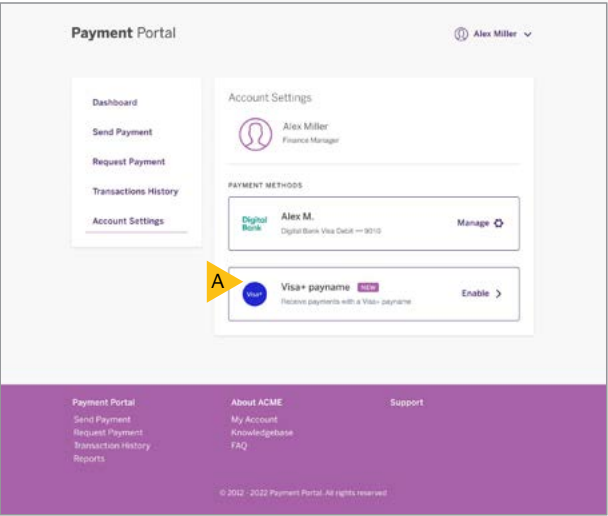 Payment Portal
Alex Miller
Dashboard
Send Payment
Request Payment
Transactions History
Account Settings
Account Settings
Alex Miller
Finance Manager
PAYMENT METHODS
Digital
Bank
Alex M.
Digital Bank Visa Debit •••• 9010
Manage
A
Visa+
Visa+ payname NEW
Receive payments with a Visa+ payname
Enable
Payment Portal
Send Payment
Request Payment
Transaction History
Reports
About ACME
My Account
Knowledgebase
FAQ
Support
© 2012 - 2022 Payment Portal. All rights reserved